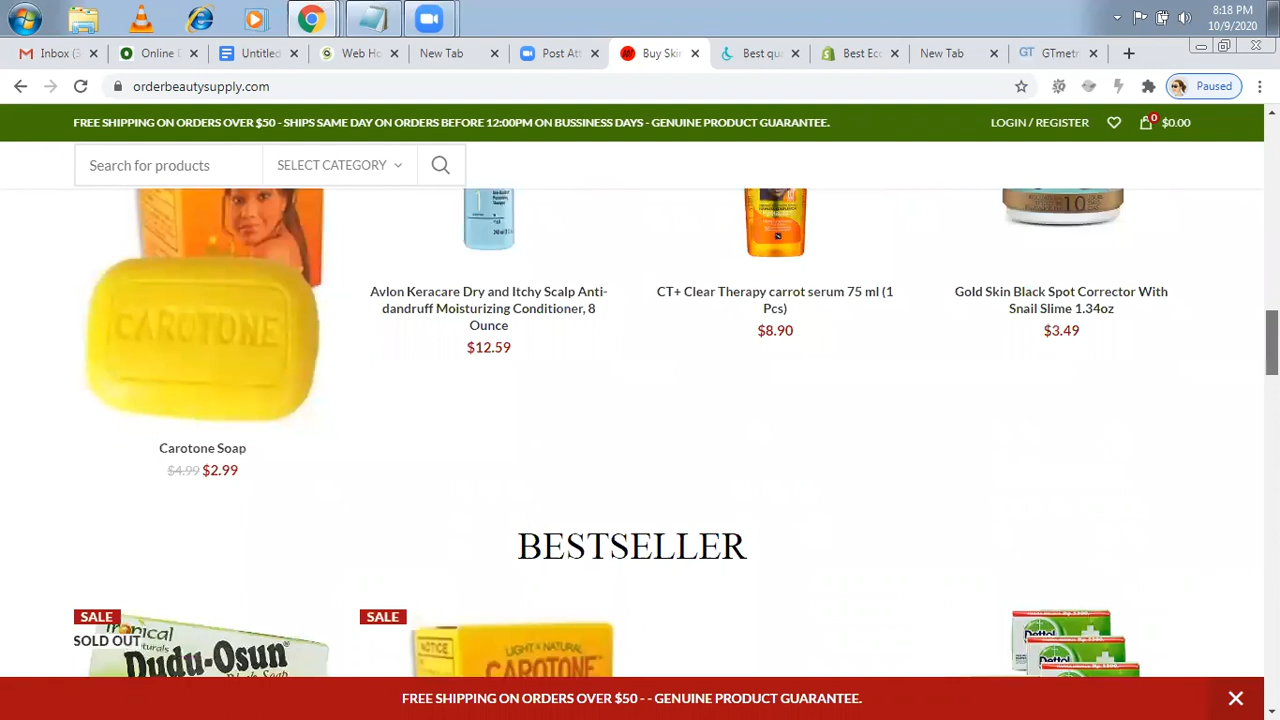 8:18 PM
10/9/2020
Inbox (3
Online
Untitled
Web Ho
New Tab
Post Att
Buy Skin
Best qu
Best Ec
New Tab
GTmetr
orderbeautysupply.com
Paused
FREE SHIPPING ON ORDERS OVER $50 - SHIPS SAME DAY ON ORDERS BEFORE 12:00PM ON BUSSINESS DAYS - GENUINE PRODUCT GUARANTEE.
LOGIN / REGISTER
0
$0.00
Search for products
SELECT CATEGORY
10
CAROTONE
Avlon Keracare Dry and Itchy Scalp Anti-
dandruff Moisturizing Conditioner, 8
Ounce
$12.59
CT+ Clear Therapy carrot serum 75 ml (1
Pcs)
$8.90
Gold Skin Black Spot Corrector With
Snail Slime 1.34oz
$3.49
Carotone Soap
$4.99 $2.99
BESTSELLER
SALE
SOLD OUT
Dudu-Osun
SALE
NOTICE
LIGHT & NATURAL
CAROTONE
Dettol
Dettol
FREE SHIPPING ON ORDERS OVER $50 - - GENUINE PRODUCT GUARANTEE.